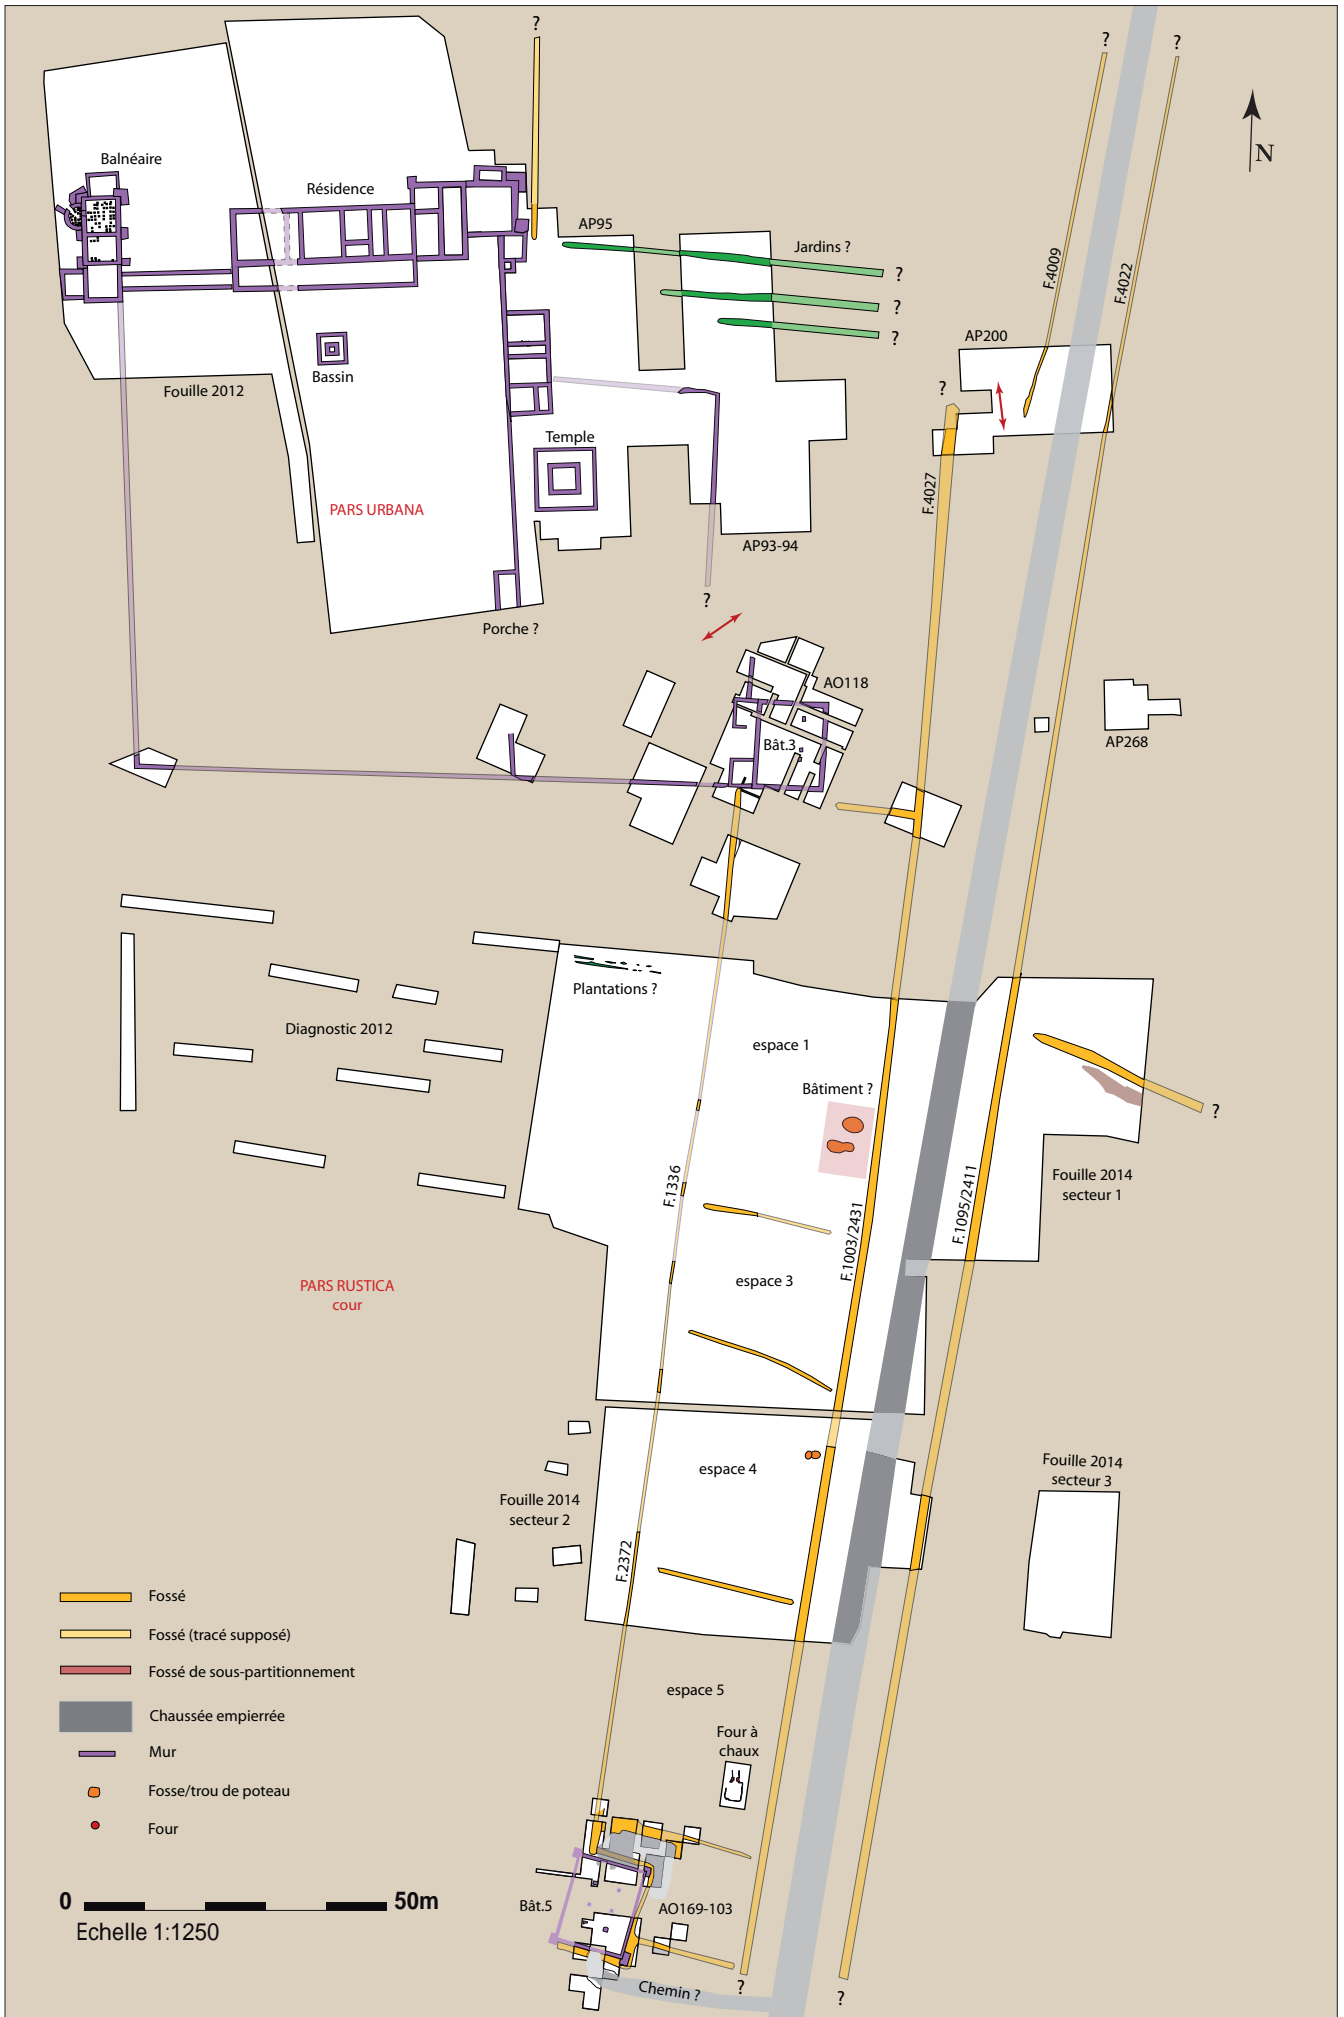 ?
?
?
N
Balnéaire
Résidence
AP95
Jardins ?
?
?
?
F.4009
F.4022
AP200
Bassin
Fouille 2012
?
Temple
F.4027
PARS URBANA
AP93-94
?
Porche ?
AO118
Bât.3
AP268
Plantations ?
Diagnostic 2012
espace 1
Bâtiment ?
?
Fouille 2014
secteur 1
F.1336
F.1003/2431
F.1095/2411
PARS RUSTICA
cour
espace 3
espace 4
Fouille 2014
secteur 2
Fouille 2014
secteur 3
F.2372
Fossé
Fossé (tracé supposé)
Fossé de sous-partitionnement
Chaussée empierrée
Mur
Fosse/trou de poteau
Four
espace 5
Four à
chaux
0 50m
Echelle 1:1250
Bât.5
AO169-103
Chemin ?
?
?